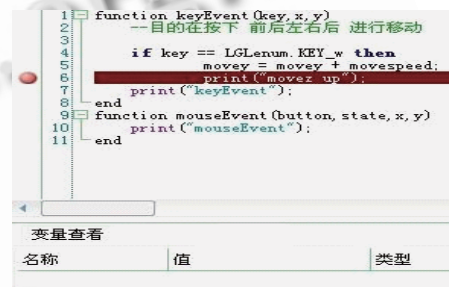 1 function keyEvent(key,x,y)
2 --目的在按下 前后左右后 进行移动
3
4 if key == LGLenum.KEY_w then
5 movey = movey + movespeed;
6 print("movez up");
7 print("keyEvent");
8 end
9 function mouseEvent(button,state,x,y)
10 print("mouseEvent");
11 end
变量查看
名称 值 类型